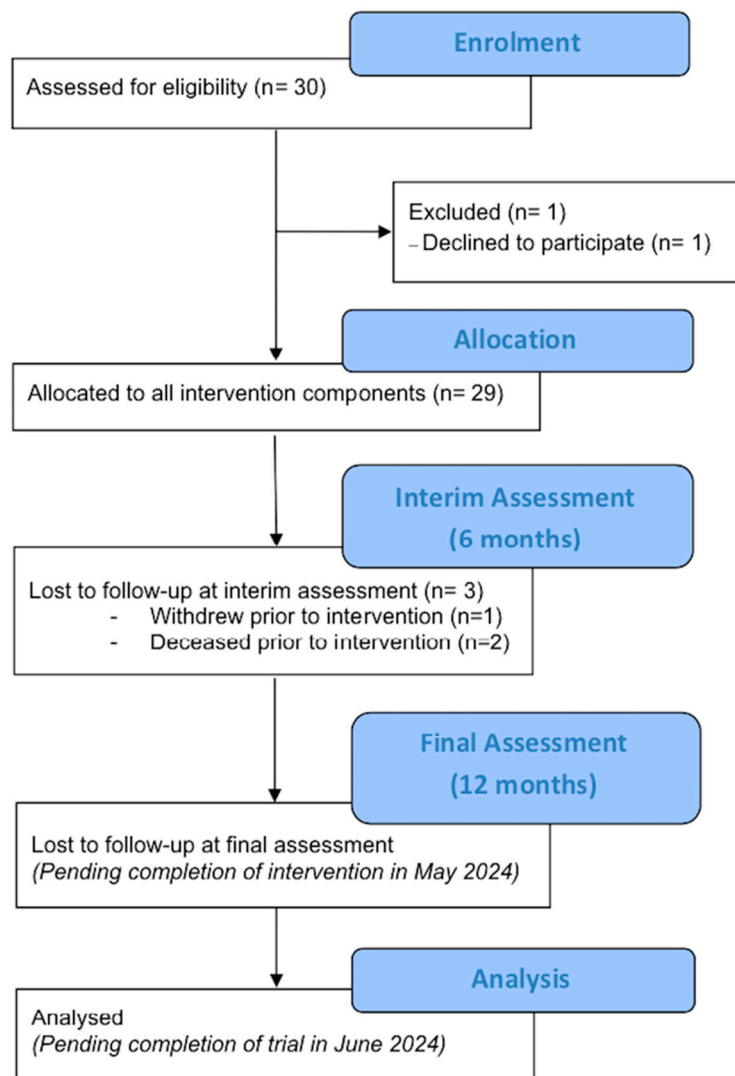 Enrolment
Assessed for eligibility (n= 30)
Excluded (n= 1)
– Declined to participate (n= 1)
Allocation
Allocated to all intervention components (n= 29)
Interim Assessment
(6 months)
Lost to follow-up at interim assessment (n= 3)
- Withdrew prior to intervention (n=1)
- Deceased prior to intervention (n=2)
Final Assessment
(12 months)
Lost to follow-up at final assessment
(Pending completion of intervention in May 2024)
Analysis
Analysed
(Pending completion of trial in June 2024)